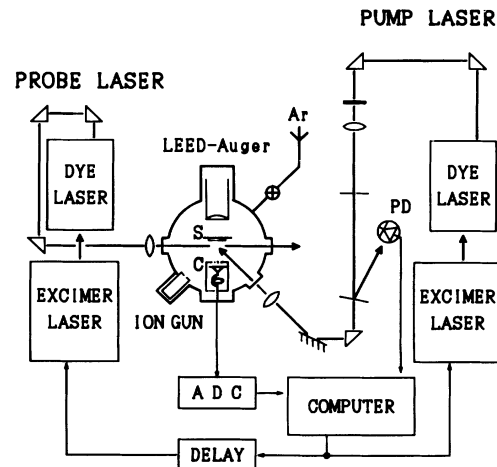 PUMP LASER
PROBE LASER
Ar
LEED-Auger
DYE
LASER
DYE
LASER
PD
S
C
EXCIMER
LASER
ION GUN
EXCIMER
LASER
ADC
COMPUTER
DELAY